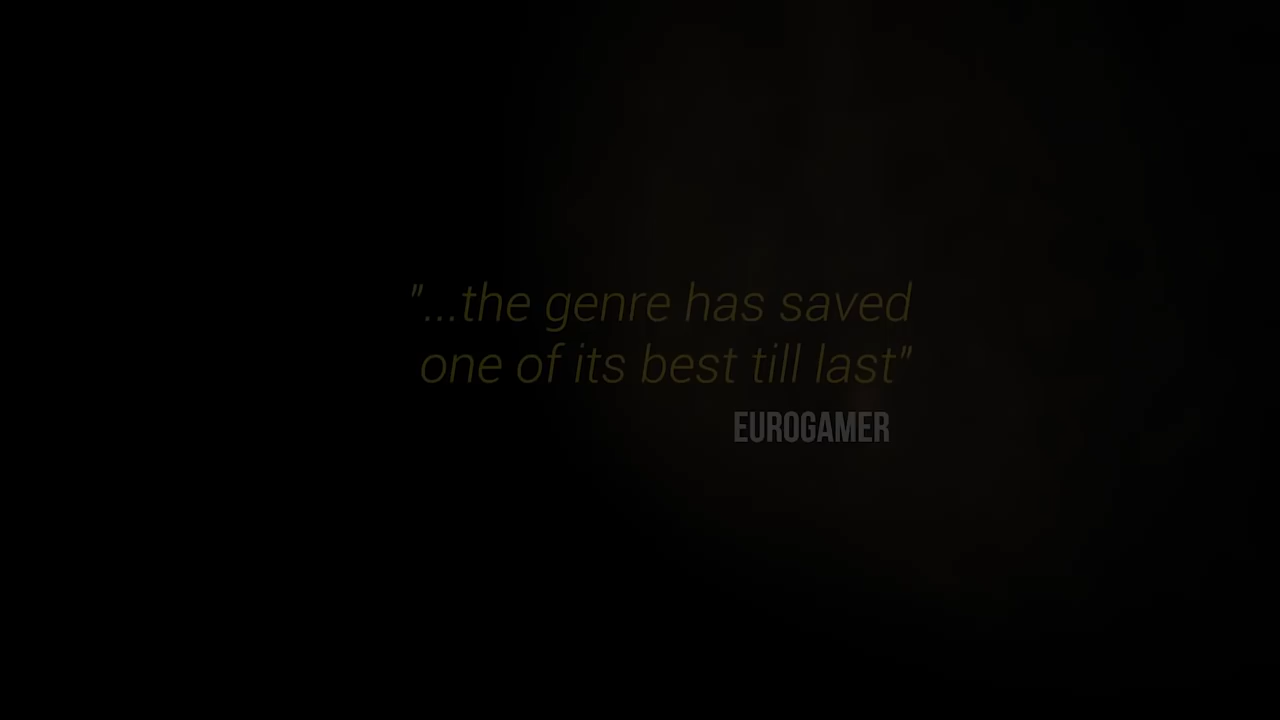 "...the genre has saved
one of its best till last"
EUROGAMER